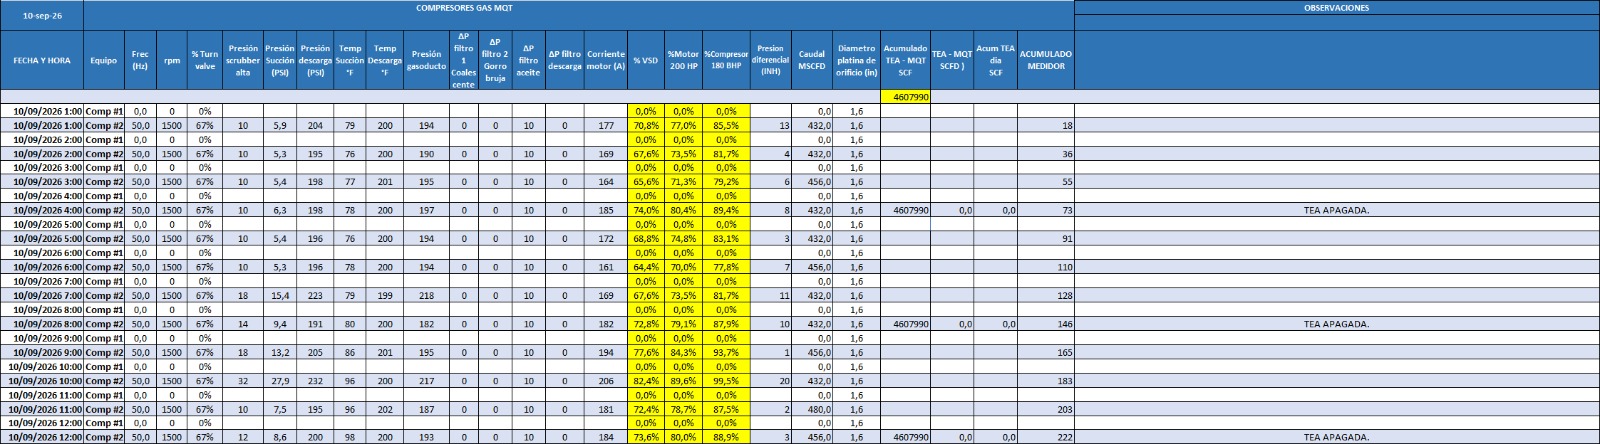 10-sep-26 COMPRESORES GAS MQT OBSERVACIONES
FECHA Y HORA Equipo Frec (Hz) rpm % Turn valve Presión scrubber alta Presión Succión (PSI) Presión descarga (PSI) Temp Succión °F Temp Descarga °F Presión gasoducto ΔP filtro 1 Coales cente ΔP filtro 2 Gorro bruja ΔP filtro aceite ΔP filtro descarga Corriente motor (A) % VSD %Motor 200 HP %Compresor 180 BHP Presion diferencial (INH) Caudal MSCFD Diametro platina de orificio (in) Acumulado TEA - MQT SCF TEA - MQT SCFD ) Acum TEA dia SCF ACUMULADO MEDIDOR
4607990
10/09/2026 1:00 Comp #1 0,0 0 0% 0,0% 0,0% 0,0% 0,0 1,6
10/09/2026 1:00 Comp #2 50,0 1500 67% 10 5,9 204 79 200 194 0 0 10 0 177 70,8% 77,0% 85,5% 13 432,0 1,6 18
10/09/2026 2:00 Comp #1 0,0 0 0% 0,0% 0,0% 0,0% 0,0 1,6
10/09/2026 2:00 Comp #2 50,0 1500 67% 10 5,3 195 76 200 190 0 0 10 0 169 67,6% 73,5% 81,7% 4 432,0 1,6 36
10/09/2026 3:00 Comp #1 0,0 0 0% 0,0% 0,0% 0,0% 0,0 1,6
10/09/2026 3:00 Comp #2 50,0 1500 67% 10 5,4 198 77 201 195 0 0 10 0 164 65,6% 71,3% 79,2% 6 456,0 1,6 55
10/09/2026 4:00 Comp #1 0,0 0 0% 0,0% 0,0% 0,0% 0,0 1,6
10/09/2026 4:00 Comp #2 50,0 1500 67% 10 6,3 198 78 200 197 0 0 10 0 185 74,0% 80,4% 89,4% 8 432,0 1,6 4607990 0,0 0,0 73 TEA APAGADA.
10/09/2026 5:00 Comp #1 0,0 0 0% 0,0% 0,0% 0,0% 0,0 1,6
10/09/2026 5:00 Comp #2 50,0 1500 67% 10 5,4 196 76 200 194 0 0 10 0 172 68,8% 74,8% 83,1% 3 432,0 1,6 91
10/09/2026 6:00 Comp #1 0,0 0 0% 0,0% 0,0% 0,0% 0,0 1,6
10/09/2026 6:00 Comp #2 50,0 1500 67% 10 5,3 196 78 200 194 0 0 10 0 161 64,4% 70,0% 77,8% 7 456,0 1,6 110
10/09/2026 7:00 Comp #1 0,0 0 0% 0,0% 0,0% 0,0% 0,0 1,6
10/09/2026 7:00 Comp #2 50,0 1500 67% 18 15,4 223 79 199 218 0 0 10 0 169 67,6% 73,5% 81,7% 11 432,0 1,6 128
10/09/2026 8:00 Comp #1 0,0 0 0% 0,0% 0,0% 0,0% 0,0 1,6
10/09/2026 8:00 Comp #2 50,0 1500 67% 14 9,4 191 80 200 182 0 0 10 0 182 72,8% 79,1% 87,9% 10 432,0 1,6 4607990 0,0 0,0 146 TEA APAGADA.
10/09/2026 9:00 Comp #1 0,0 0 0% 0,0% 0,0% 0,0% 0,0 1,6
10/09/2026 9:00 Comp #2 50,0 1500 67% 18 13,2 205 86 201 195 0 0 10 0 194 77,6% 84,3% 93,7% 1 456,0 1,6 165
10/09/2026 10:00 Comp #1 0,0 0 0% 0,0% 0,0% 0,0% 0,0 1,6
10/09/2026 10:00 Comp #2 50,0 1500 67% 32 27,9 232 96 200 217 0 0 10 0 206 82,4% 89,6% 99,5% 20 432,0 1,6 183
10/09/2026 11:00 Comp #1 0,0 0 0% 0,0% 0,0% 0,0% 0,0 1,6
10/09/2026 11:00 Comp #2 50,0 1500 67% 10 7,5 195 96 202 187 0 0 10 0 181 72,4% 78,7% 87,5% 2 480,0 1,6 203
10/09/2026 12:00 Comp #1 0,0 0 0% 0,0% 0,0% 0,0% 0,0 1,6
10/09/2026 12:00 Comp #2 50,0 1500 67% 12 8,6 200 98 200 193 0 0 10 0 184 73,6% 80,0% 88,9% 3 456,0 1,6 4607990 0,0 0,0 222 TEA APAGADA.